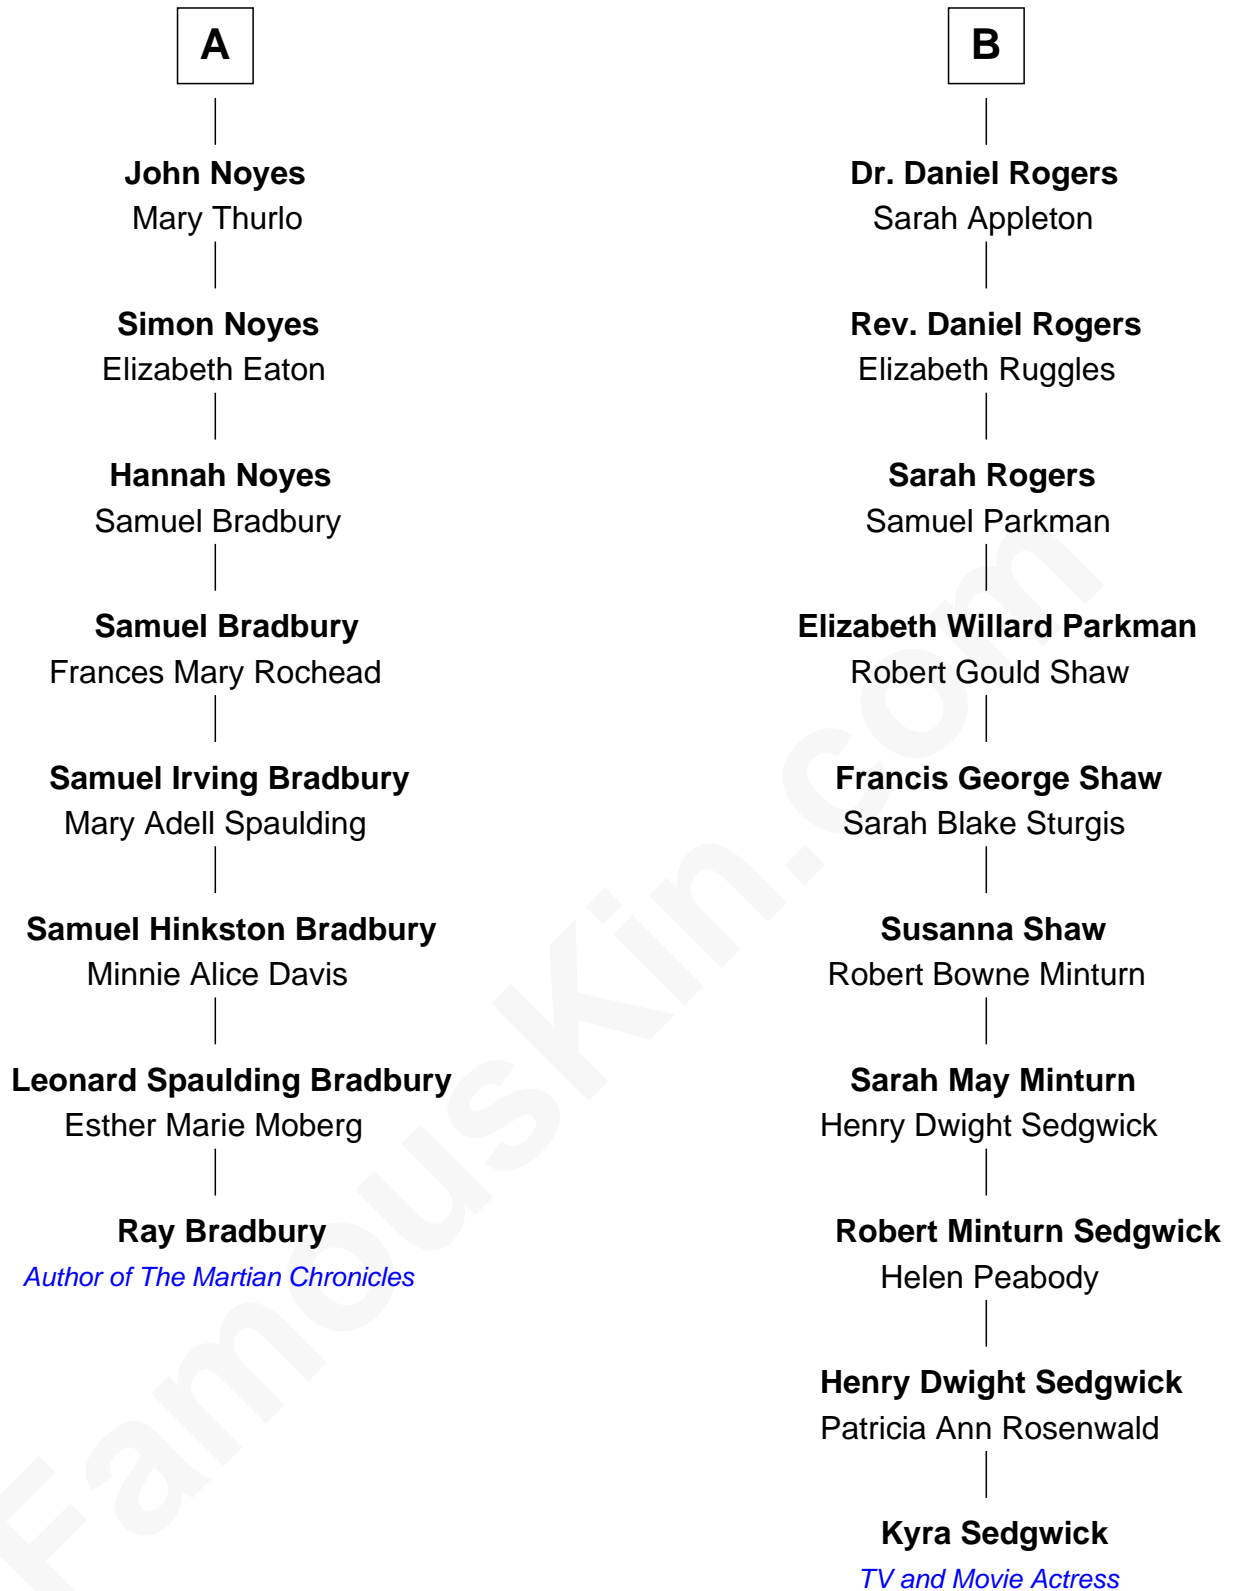 A
John Noyes
Mary Thurlo
Simon Noyes
Elizabeth Eaton
Hannah Noyes
Samuel Bradbury
Samuel Bradbury
Frances Mary Rochead
Samuel Irving Bradbury
Mary Adell Spaulding
Samuel Hinkston Bradbury
Minnie Alice Davis
Leonard Spaulding Bradbury
Esther Marie Moberg
Ray Bradbury
Author of The Martian Chronicles
B
Dr. Daniel Rogers
Sarah Appleton
Rev. Daniel Rogers
Elizabeth Ruggles
Sarah Rogers
Samuel Parkman
Elizabeth Willard Parkman
Robert Gould Shaw
Francis George Shaw
Sarah Blake Sturgis
Susanna Shaw
Robert Bowne Minturn
Sarah May Minturn
Henry Dwight Sedgwick
Robert Minturn Sedgwick
Helen Peabody
Henry Dwight Sedgwick
Patricia Ann Rosenwald
Kyra Sedgwick
TV and Movie Actress
FamousKin.com